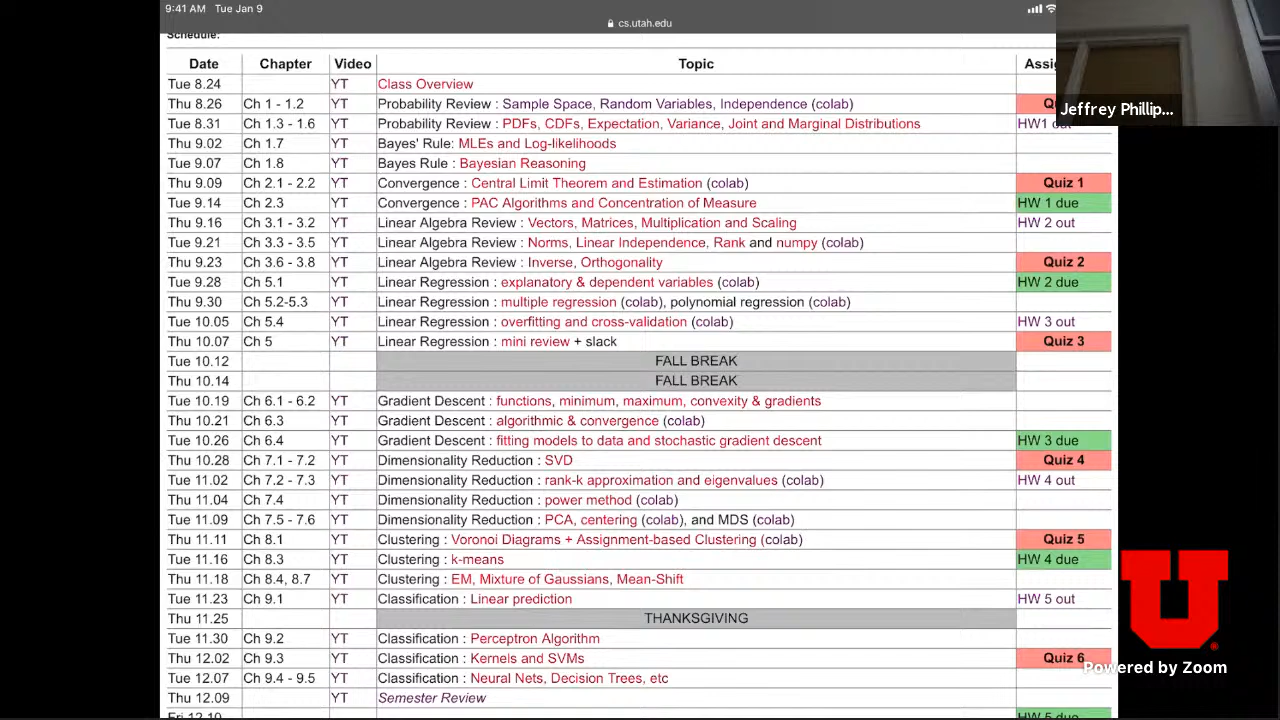 9:41 AM Tue Jan 9
cs.utah.edu
Schedule:
Date Chapter Video Topic
Tue 8.24 YT Class Overview
Thu 8.26 Ch 1 - 1.2 YT Probability Review : Sample Space, Random Variables, Independence (colab)
Tue 8.31 Ch 1.3 - 1.6 YT Probability Review : PDFs, CDFs, Expectation, Variance, Joint and Marginal Distributions HW1 out
Thu 9.02 Ch 1.7 YT Bayes' Rule: MLEs and Log-likelihoods
Tue 9.07 Ch 1.8 YT Bayes Rule : Bayesian Reasoning
Thu 9.09 Ch 2.1 - 2.2 YT Convergence : Central Limit Theorem and Estimation (colab) Quiz 1
Tue 9.14 Ch 2.3 YT Convergence : PAC Algorithms and Concentration of Measure HW 1 due
Thu 9.16 Ch 3.1 - 3.2 YT Linear Algebra Review : Vectors, Matrices, Multiplication and Scaling HW 2 out
Tue 9.21 Ch 3.3 - 3.5 YT Linear Algebra Review : Norms, Linear Independence, Rank and numpy (colab)
Thu 9.23 Ch 3.6 - 3.8 YT Linear Algebra Review : Inverse, Orthogonality Quiz 2
Tue 9.28 Ch 5.1 YT Linear Regression : explanatory & dependent variables (colab) HW 2 due
Thu 9.30 Ch 5.2-5.3 YT Linear Regression : multiple regression (colab), polynomial regression (colab)
Tue 10.05 Ch 5.4 YT Linear Regression : overfitting and cross-validation (colab) HW 3 out
Thu 10.07 Ch 5 YT Linear Regression : mini review + slack Quiz 3
Tue 10.12 FALL BREAK
Thu 10.14 FALL BREAK
Tue 10.19 Ch 6.1 - 6.2 YT Gradient Descent : functions, minimum, maximum, convexity & gradients
Thu 10.21 Ch 6.3 YT Gradient Descent : algorithmic & convergence (colab)
Tue 10.26 Ch 6.4 YT Gradient Descent : fitting models to data and stochastic gradient descent HW 3 due
Thu 10.28 Ch 7.1 - 7.2 YT Dimensionality Reduction : SVD Quiz 4
Tue 11.02 Ch 7.2 - 7.3 YT Dimensionality Reduction : rank-k approximation and eigenvalues (colab) HW 4 out
Thu 11.04 Ch 7.4 YT Dimensionality Reduction : power method (colab)
Tue 11.09 Ch 7.5 - 7.6 YT Dimensionality Reduction : PCA, centering (colab), and MDS (colab)
Thu 11.11 Ch 8.1 YT Clustering : Voronoi Diagrams + Assignment-based Clustering (colab) Quiz 5
Tue 11.16 Ch 8.3 YT Clustering : k-means HW 4 due
Thu 11.18 Ch 8.4, 8.7 YT Clustering : EM, Mixture of Gaussians, Mean-Shift
Tue 11.23 Ch 9.1 YT Classification : Linear prediction HW 5 out
Thu 11.25 THANKSGIVING
Tue 11.30 Ch 9.2 YT Classification : Perceptron Algorithm
Thu 12.02 Ch 9.3 YT Classification : Kernels and SVMs Quiz 6
Tue 12.07 Ch 9.4 - 9.5 YT Classification : Neural Nets, Decision Trees, etc
Thu 12.09 YT Semester Review
Fri 12.10 HW 5 due
Jeffrey Phillip...
U
Powered by Zoom